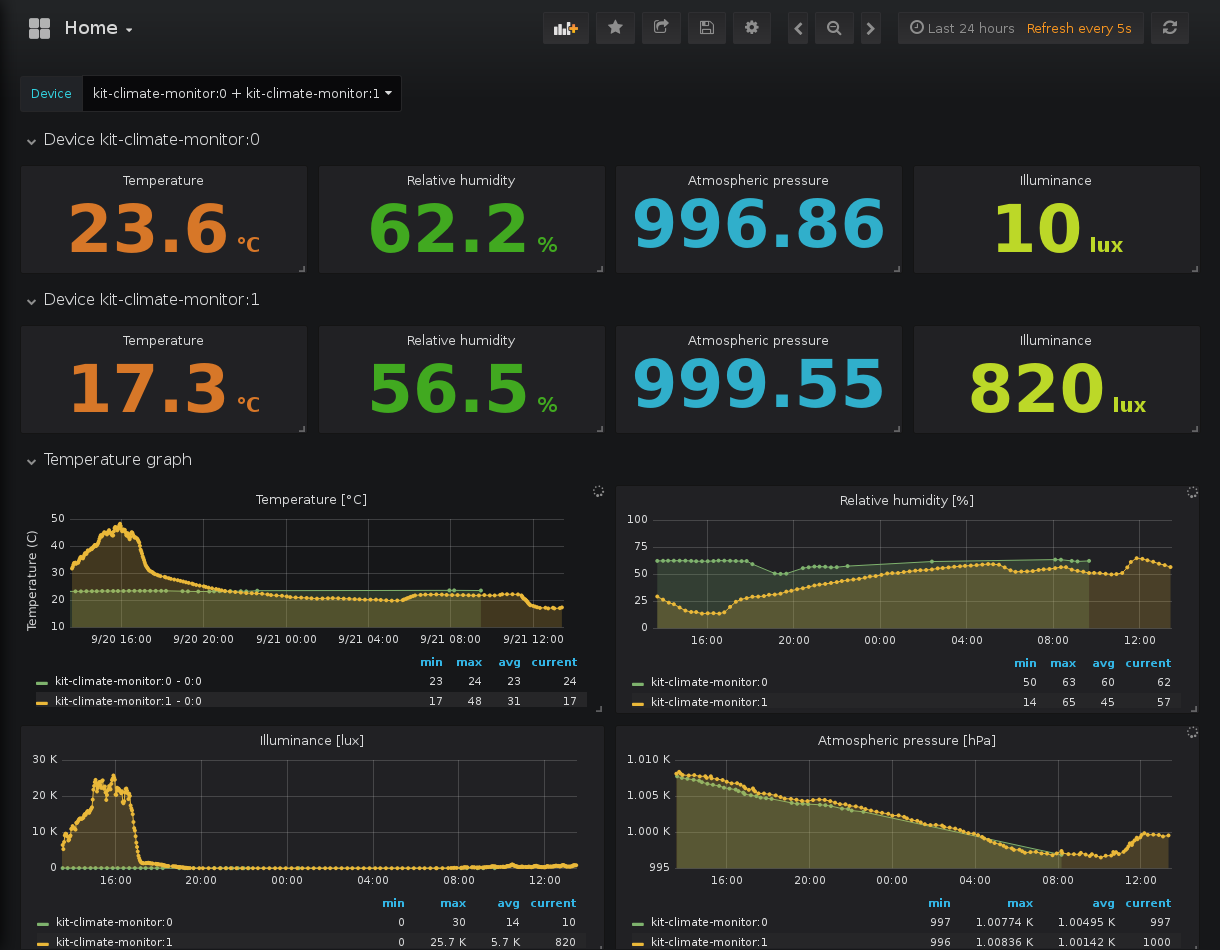 Home
Last 24 hours Refresh every 5s
Device kit-climate-monitor:0 + kit-climate-monitor:1
Device kit-climate-monitor:0
Temperature
23.6 °C
Relative humidity
62.2 %
Atmospheric pressure
996.86
Illuminance
10 lux
Device kit-climate-monitor:1
Temperature
17.3 °C
Relative humidity
56.5 %
Atmospheric pressure
999.55
Illuminance
820 lux
Temperature graph
Temperature [°C]
Temperature (C)
50
40
30
20
10
9/20 16:00 9/20 20:00 9/21 00:00 9/21 04:00 9/21 08:00 9/21 12:00
min max avg current
kit-climate-monitor:0 - 0:0 23 24 23 24
kit-climate-monitor:1 - 0:0 17 48 31 17
Relative humidity [%]
100
75
50
25
0
16:00 20:00 00:00 04:00 08:00 12:00
min max avg current
kit-climate-monitor:0 50 63 60 62
kit-climate-monitor:1 14 65 45 57
Illuminance [lux]
30 K
20 K
10 K
0
16:00 20:00 00:00 04:00 08:00 12:00
min max avg current
kit-climate-monitor:0 0 30 14 10
kit-climate-monitor:1 0 25.7 K 5.7 K 820
Atmospheric pressure [hPa]
1.010 K
1.005 K
1.000 K
995
16:00 20:00 00:00 04:00 08:00 12:00
min max avg current
kit-climate-monitor:0 997 1.00774 K 1.00495 K 997
kit-climate-monitor:1 996 1.00836 K 1.00142 K 1000